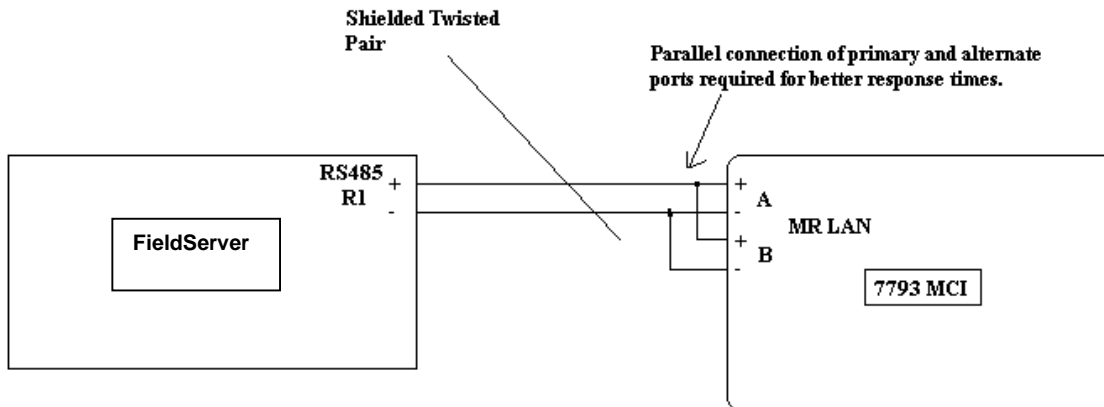 Shielded Twisted
Pair
Parallel connection of primary and alternate
ports required for better response times.
RS485
R1
+
-
FieldServer
+
A
-
MR LAN
+
B
-
7793 MCI